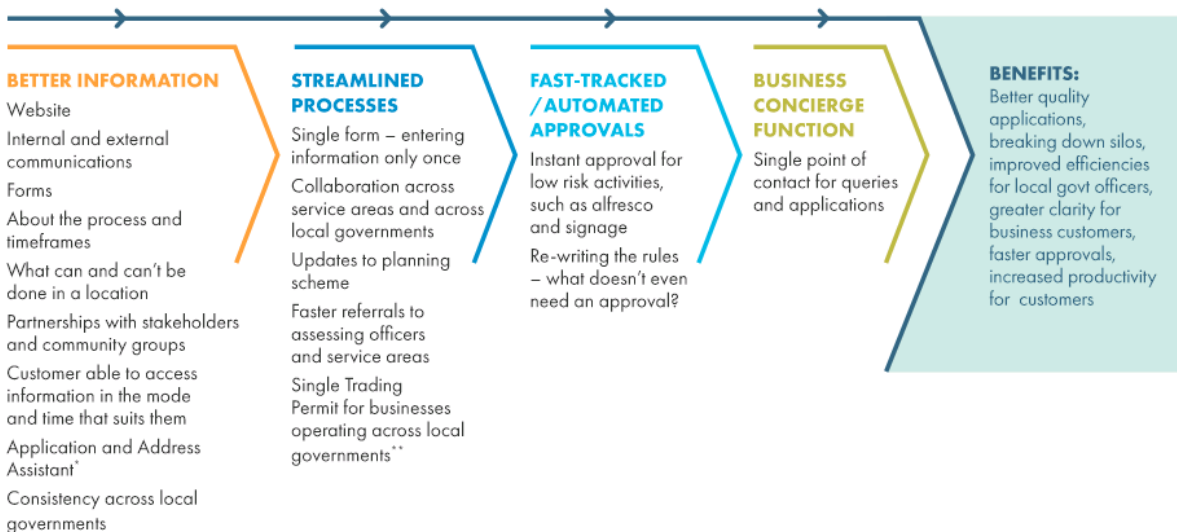 BETTER INFORMATION
Website
Internal and external
communications
Forms
About the process and
timeframes
What can and can't be
done in a location
Partnerships with stakeholders
and community groups
Customer able to access
information in the mode
and time that suits them
Application and Address
Assistant*
Consistency across local
governments
STREAMLINED
PROCESSES
Single form – entering
information only once
Collaboration across
service areas and across
local governments
Updates to planning
scheme
Faster referrals to
assessing officers
and service areas
Single Trading
Permit for businesses
operating across local
governments**
FAST-TRACKED
/AUTOMATED
APPROVALS
Instant approval for
low risk activities,
such as alfresco
and signage
Re-writing the rules
– what doesn't even
need an approval?
BUSINESS
CONCIERGE
FUNCTION
Single point of
contact for queries
and applications
BENEFITS:
Better quality
applications,
breaking down silos,
improved efficiencies
for local govt officers,
greater clarity for
business customers,
faster approvals,
increased productivity
for customers